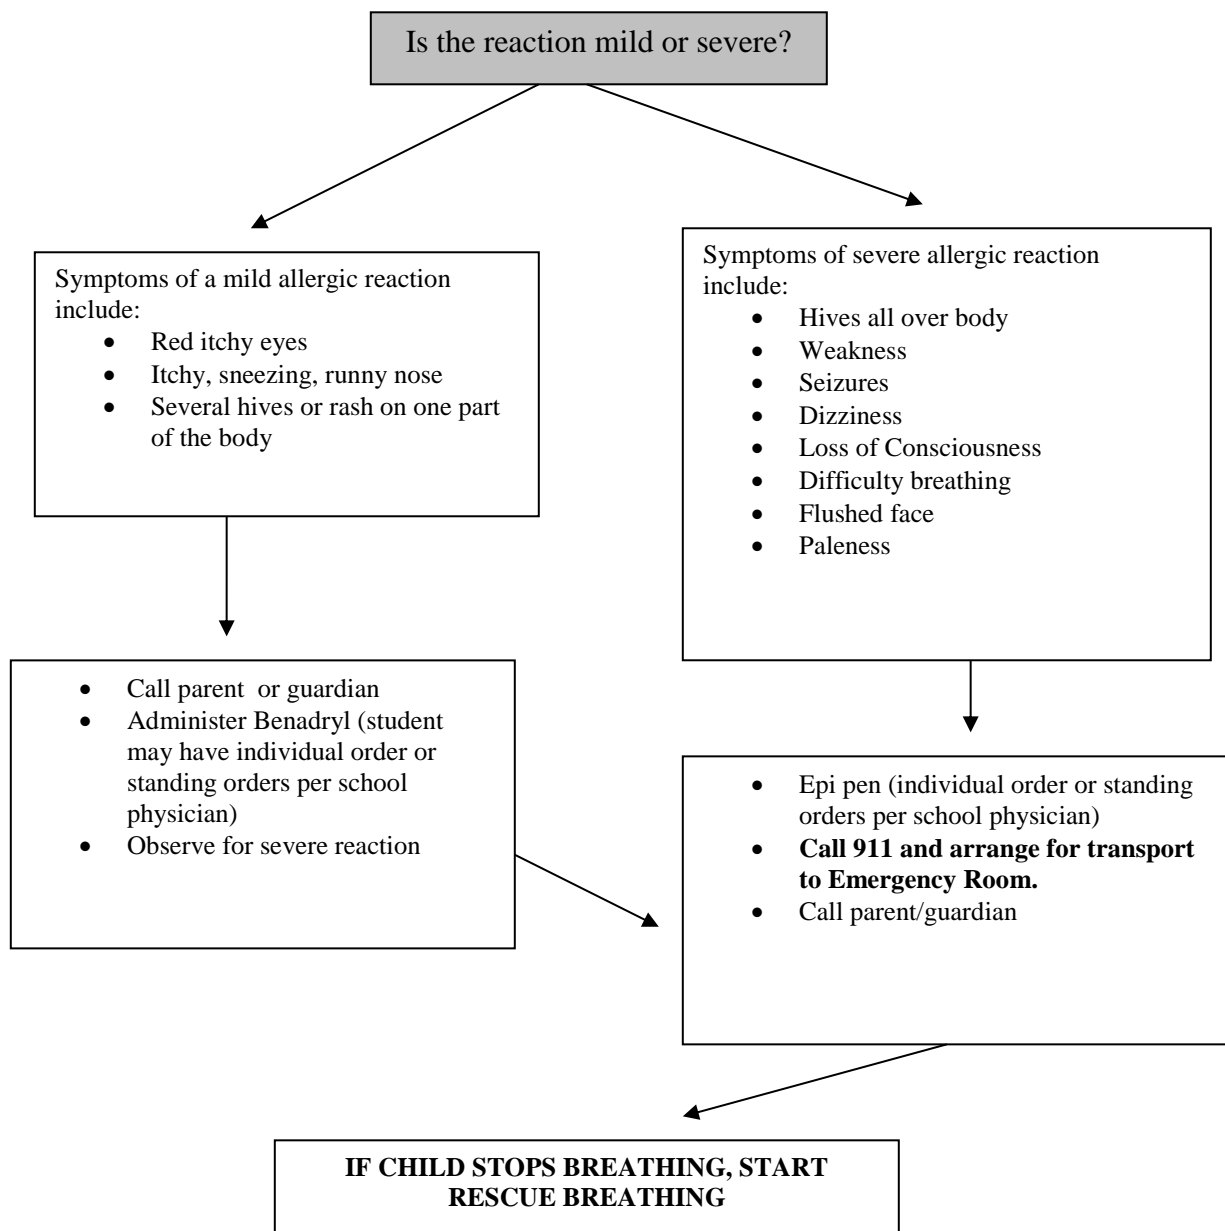 Is the reaction mild or severe?
Symptoms of a mild allergic reaction
include:
• Red itchy eyes
• Itchy, sneezing, runny nose
• Several hives or rash on one part
of the body
Symptoms of severe allergic reaction
include:
• Hives all over body
• Weakness
• Seizures
• Dizziness
• Loss of Consciousness
• Difficulty breathing
• Flushed face
• Paleness
• Call parent  or guardian
• Administer Benadryl (student
may have individual order or
standing orders per school
physician)
• Observe for severe reaction
• Epi pen (individual order or standing
orders per school physician)
• Call 911 and arrange for transport
to Emergency Room.
• Call parent/guardian
IF CHILD STOPS BREATHING, START
RESCUE BREATHING